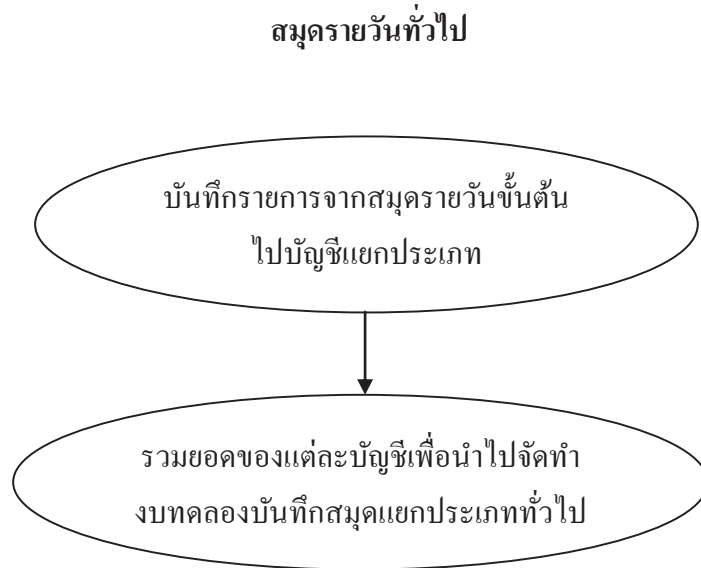 สมุดรายวันทั่วไป
บันทึกรายการจากสมุดรายวันขั้นต้น
ไปบัญชีแยกประเภท
รวมยอดของแต่ละบัญชีเพื่อนำไปจัดทำ
งบทดลองบันทึกสมุดแยกประเภททั่วไป